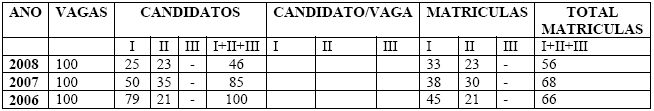 ANO VAGAS CANDIDATOS CANDIDATO/VAGA MATRICULAS TOTAL MATRICULAS
I II III I+II+III I II III I II III I+II+III
2008 100 25 23 - 46 33 23 - 56
2007 100 50 35 - 85 38 30 - 68
2006 100 79 21 - 100 45 21 - 66